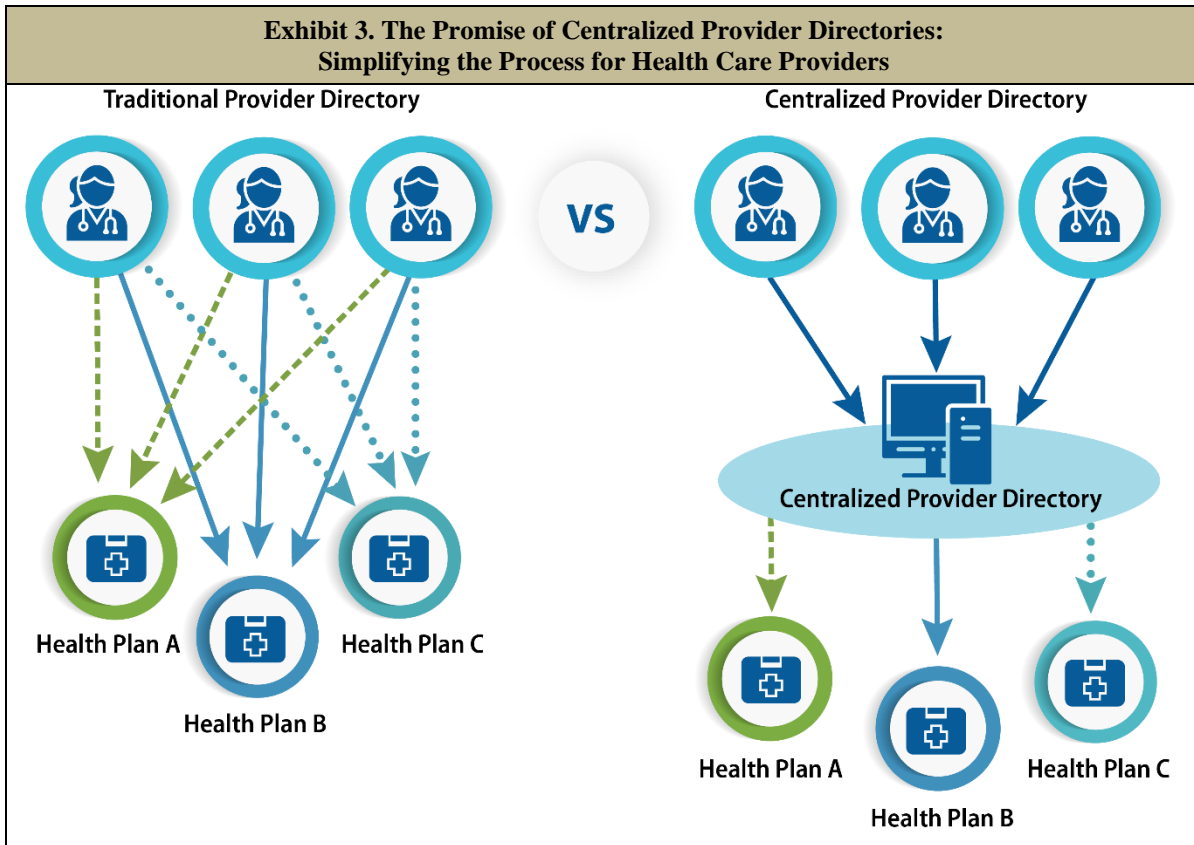 Exhibit 3. The Promise of Centralized Provider Directories:
Simplifying the Process for Health Care Providers
Traditional Provider Directory
Centralized Provider Directory
VS
Centralized Provider Directory
Health Plan A
Health Plan C
Health Plan B
Health Plan A
Health Plan C
Health Plan B